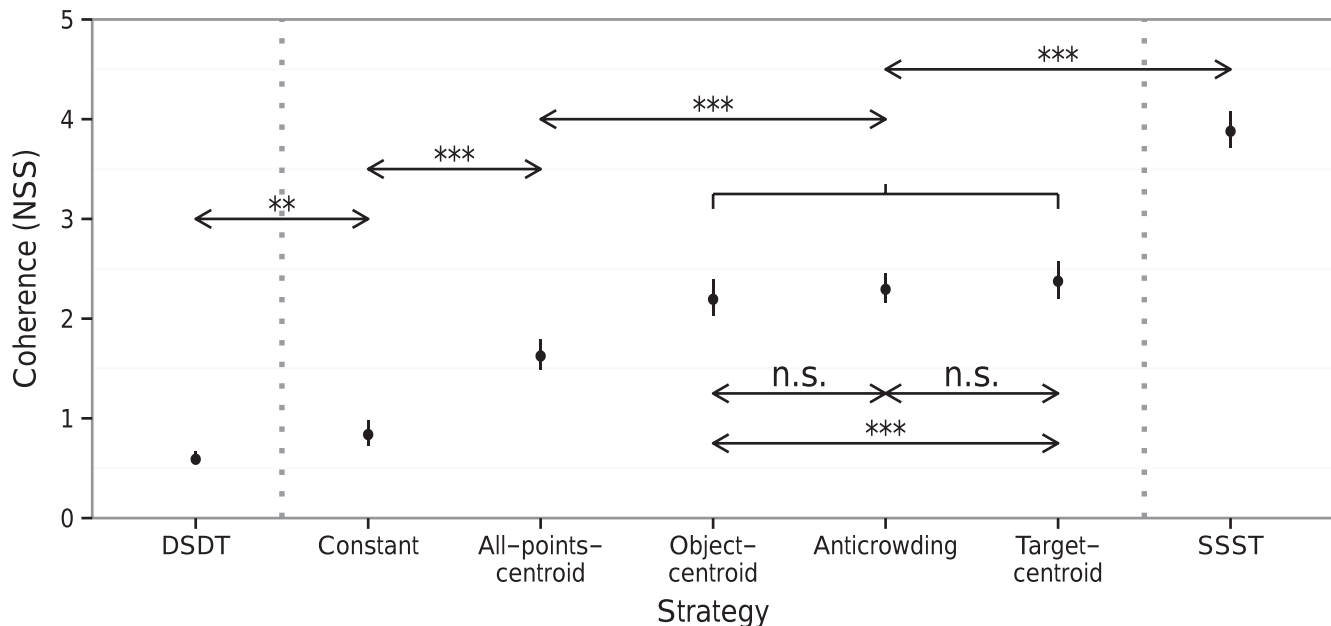 5
***
4
***
***
3
**
Coherence (NSS)
2
n.s. n.s.
1
***
0
DSDT Constant All–points– Object– Anticrowding Target– SSST
centroid centroid centroid
Strategy